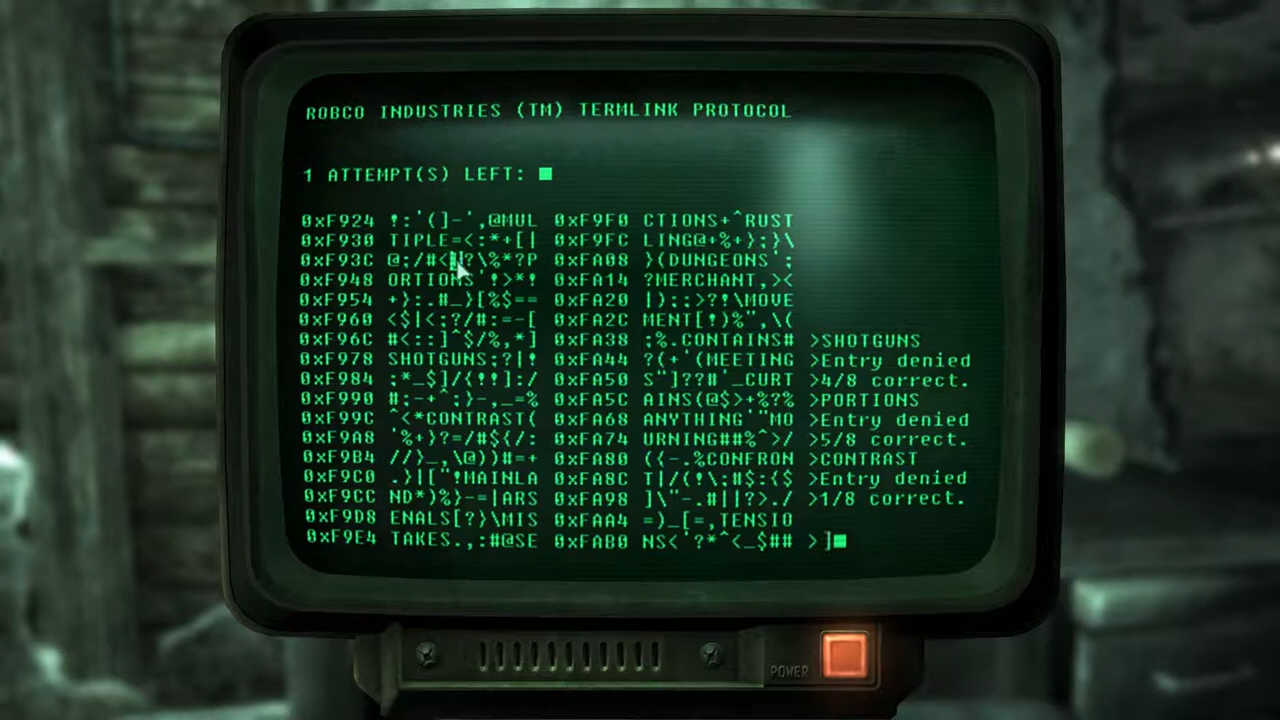 ROBCO INDUSTRIES (TM) TERMLINK PROTOCOL
1 ATTEMPT(S) LEFT: ■
0xF924 !:'(]-',@MUL 0xF9F0 CTIONS+^RUST
0xF930 TIPLE=<:*+[| 0xF9FC LING@+%+};}\
0xF93C @;/#<!?\%*?P 0xFA08 }(DUNGEONS';
0xF948 ORTIONS'!>*! 0xFA14 ?MERCHANT,><
0xF954 +}:.#_}[%$== 0xFA20 |);;>?!\MOVE
0xF960 <$|<;?/#:=-[ 0xFA2C MENT[!)%",\(
0xF96C #<::]^$/%,*] 0xFA38 ;%.CONTAINS# >SHOTGUNS
0xF978 SHOTGUNS;?|! 0xFA44 ?(+'(MEETING >Entry denied
0xF984 ;*_$]/{!!]:/ 0xFA50 S"]??#'_CURT >4/8 correct.
0xF990 #;-+^;}-,_=% 0xFA5C AINS(@$>+%?% >PORTIONS
0xF99C ^<*CONTRAST( 0xFA68 ANYTHING'"MO >Entry denied
0xF9A8 '%+}?=/#${/: 0xFA74 URNING##%^>/ >5/8 correct.
0xF9B4 //}_,\@))#=+ 0xFA80 ({-.%CONFRON >CONTRAST
0xF9C0 .}|["!MAINLA 0xFA8C T|/(!\:#$:{$ >Entry denied
0xF9CC ND*)%}-=|ARS 0xFA98 ]\"-.#||?>./ >1/8 correct.
0xF9D8 ENALS[?}\MIS 0xFAA4 =)_[=,TENSIO
0xF9E4 TAKES.,:#@SE 0xFAB0 NS<'?*^<_$## >]■
POWER